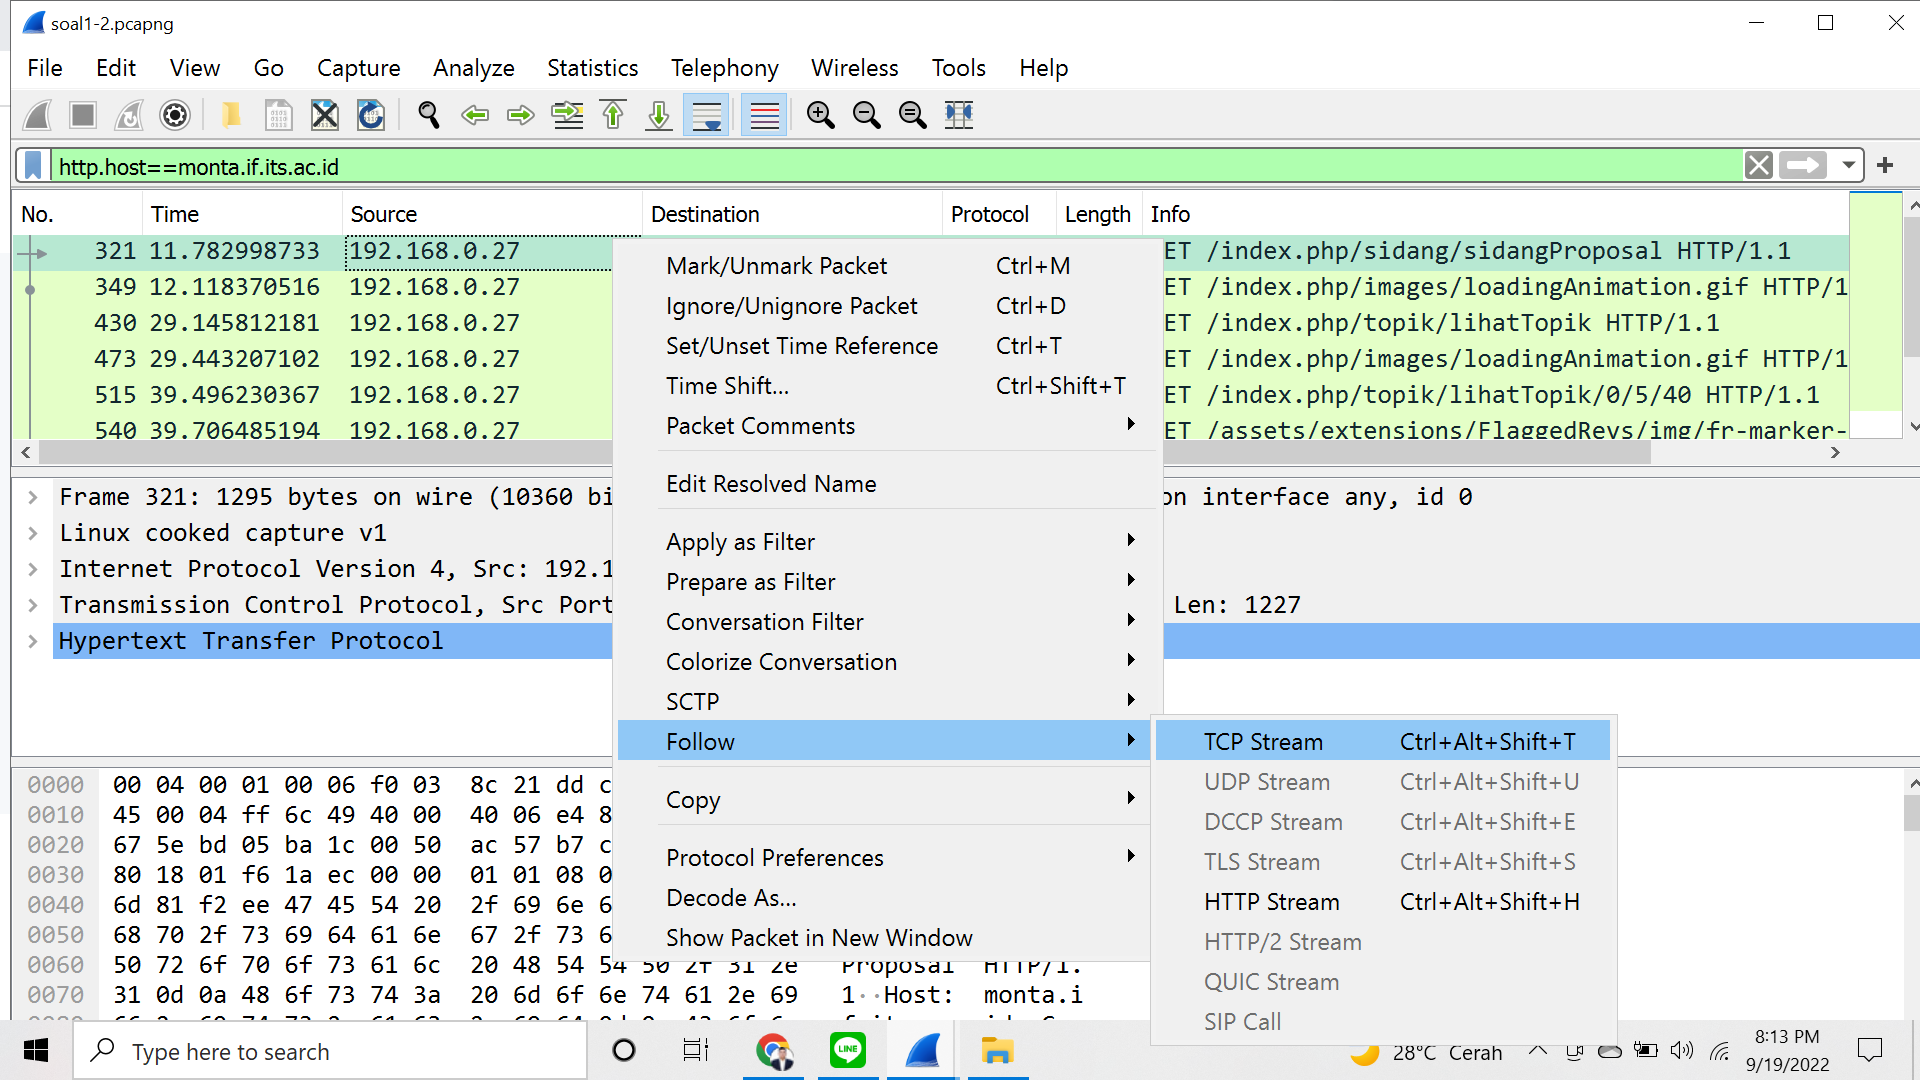 soal1-2.pcapng
File Edit View Go Capture Analyze Statistics Telephony Wireless Tools Help
http.host==monta.if.its.ac.id
No. Time Source Destination Protocol Length Info
321 11.782998733 192.168.0.27 ET /index.php/sidang/sidangProposal HTTP/1.1
349 12.118370516 192.168.0.27 ET /index.php/images/loadingAnimation.gif HTTP/1
430 29.145812181 192.168.0.27 ET /index.php/topik/lihatTopik HTTP/1.1
473 29.443207102 192.168.0.27 ET /index.php/images/loadingAnimation.gif HTTP/1
515 39.496230367 192.168.0.27 ET /index.php/topik/lihatTopik/0/5/40 HTTP/1.1
540 39.706485194 192.168.0.27 ET /assets/extensions/FlaggedRevs/img/fr-marker-
Mark/Unmark Packet Ctrl+M
Ignore/Unignore Packet Ctrl+D
Set/Unset Time Reference Ctrl+T
Time Shift... Ctrl+Shift+T
Packet Comments
Edit Resolved Name
Apply as Filter
Prepare as Filter
Conversation Filter
Colorize Conversation
SCTP
Follow
Copy
Protocol Preferences
Decode As...
Show Packet in New Window
TCP Stream Ctrl+Alt+Shift+T
UDP Stream Ctrl+Alt+Shift+U
DCCP Stream Ctrl+Alt+Shift+E
TLS Stream Ctrl+Alt+Shift+S
HTTP Stream Ctrl+Alt+Shift+H
HTTP/2 Stream
QUIC Stream
SIP Call
Frame 321: 1295 bytes on wire (10360 bi on interface any, id 0
Linux cooked capture v1
Internet Protocol Version 4, Src: 192.1
Transmission Control Protocol, Src Port Len: 1227
Hypertext Transfer Protocol
0000 00 04 00 01 00 06 f0 03 8c 21 dd c
0010 45 00 04 ff 6c 49 40 00 40 06 e4 8
0020 67 5e bd 05 ba 1c 00 50 ac 57 b7 c
0030 80 18 01 f6 1a ec 00 00 01 01 08 0
0040 6d 81 f2 ee 47 45 54 20 2f 69 6e 6
0050 68 70 2f 73 69 64 61 6e 67 2f 73 6
0060 50 72 6f 70 6f 73 61 6c 20 48 54 54 50 2f 31 2e Proposal HTTP/1.
0070 31 0d 0a 48 6f 73 74 3a 20 6d 6f 6e 74 61 2e 69 1··Host: monta.i
Type here to search
LINE
28°C Cerah
8:13 PM
9/19/2022